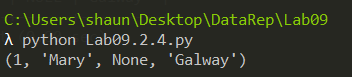 C:\Users\shaun\Desktop\DataRep\Lab09
λ python Lab09.2.4.py
(1, 'Mary', None, 'Galway')